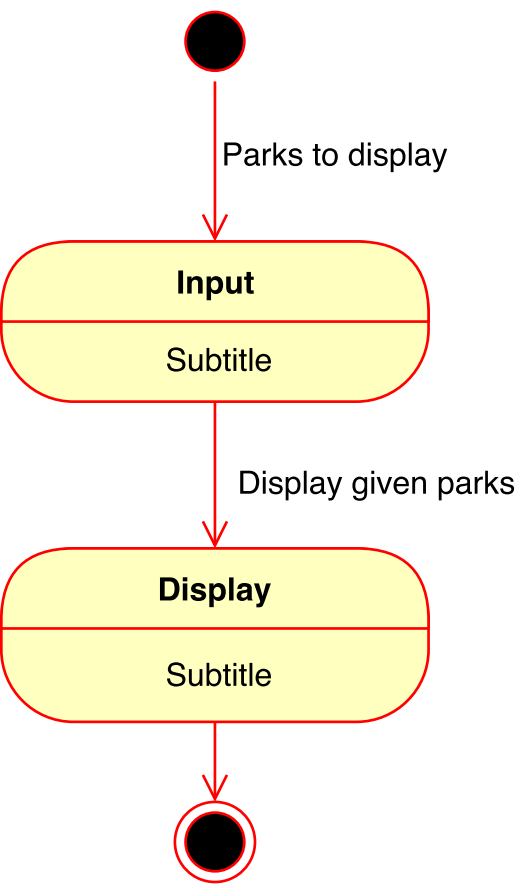 Parks to display
Input
Subtitle
Display given parks
Display
Subtitle